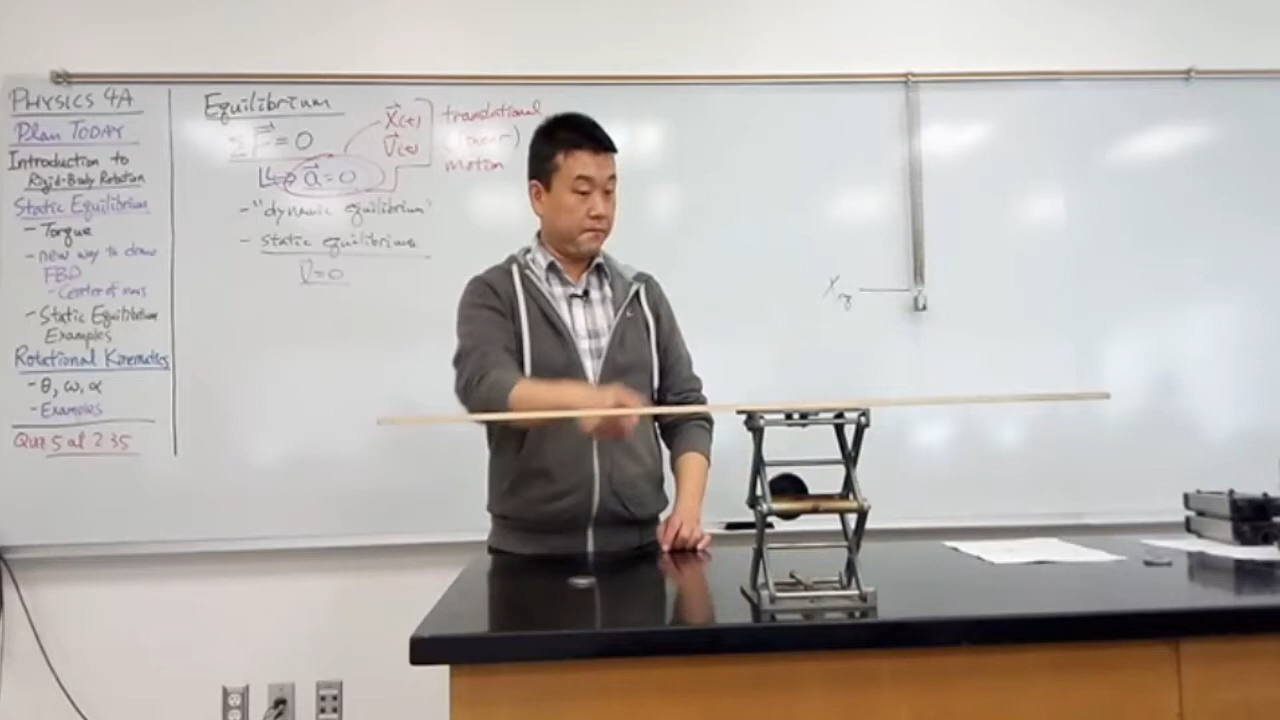 PHYSICS 4A
Plan TODAY
Introduction to
Rigid-Body Rotation
Static Equilibrium
- Torque
- new way to draw
FBD
- Center of mass
- Static Equilibrium
Examples
Rotational Kinematics
- θ, ω, α
- Examples
Quiz 5 at 2:35
Equilibrium
ΣF⃗ = 0
↳ a⃗ = 0
- "dynamic equilibrium"
- static equilibrium
v⃗ = 0
x⃗(t)
v⃗(t)
translational
(linear)
motion